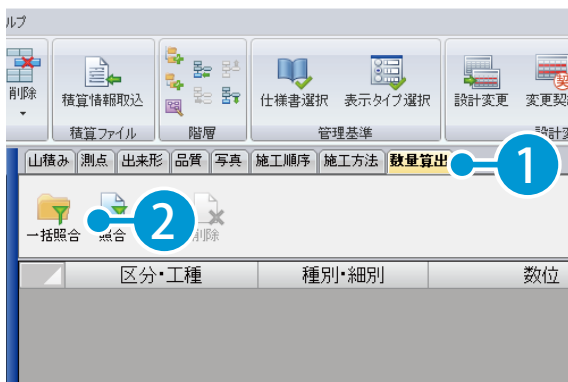 ルプ
削除
積算情報取込
仕様書選択 表示タイプ選択
設計変更 変更契
積算ファイル 階層 管理基準 設計変
山積み 測点 出来形 品質 写真 施工順序 施工方法 数量算出
1
2
一括照合 照合 削除
区分・工種 種別・細別 数位